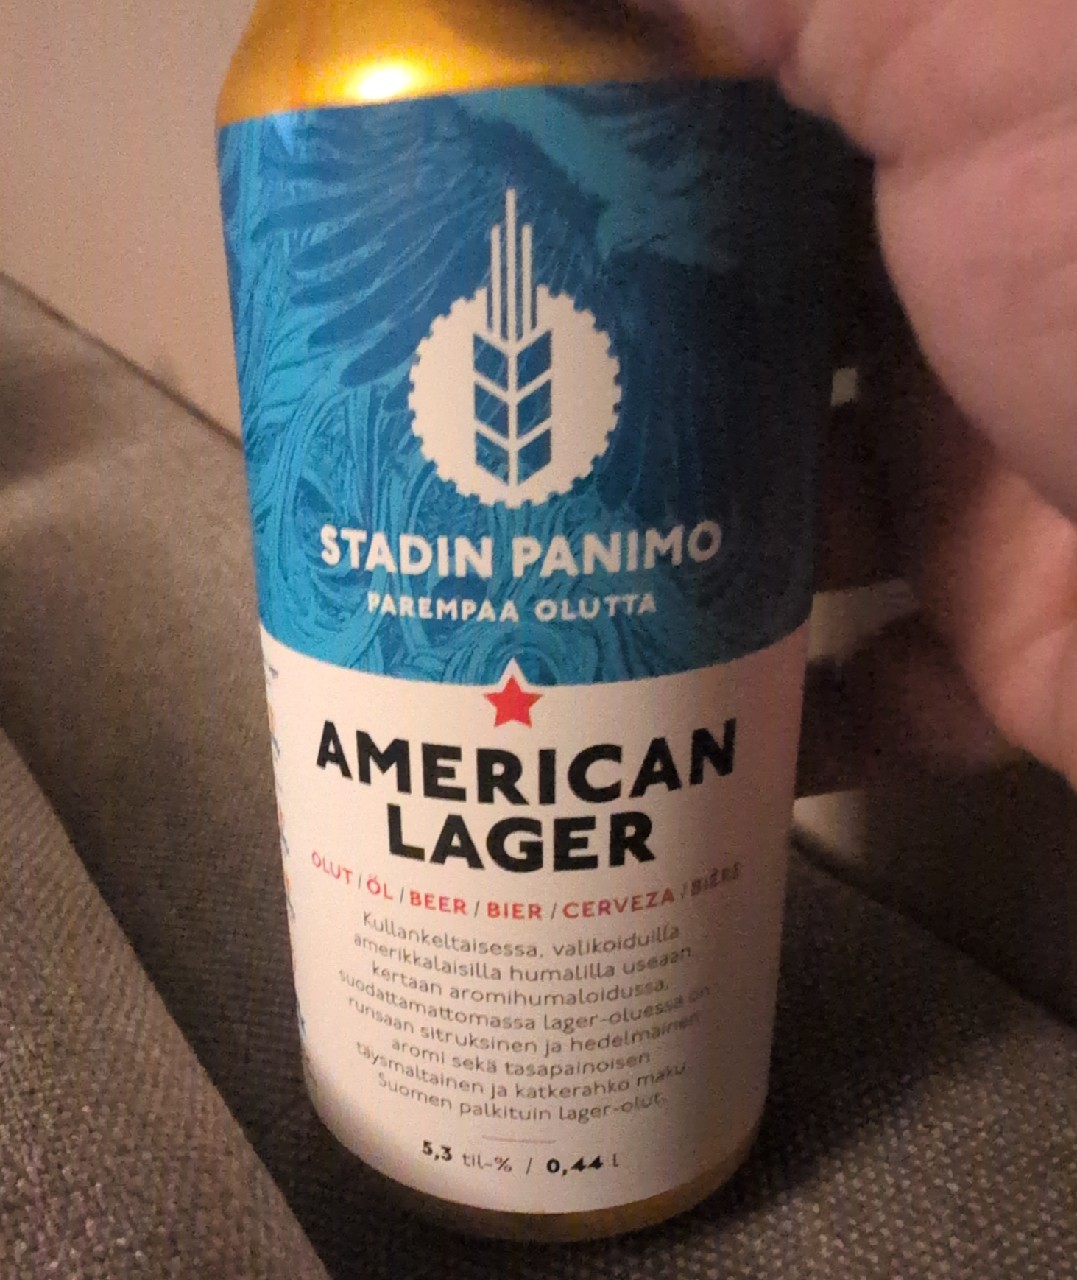 STADIN PANIMO
PAREMPAA OLUTTA
AMERICAN
LAGER
OLUT / ÖL / BEER / BIER / CERVEZA / BIÈRE
Kullankeltaisessa, valikoiduilla
amerikkalaisilla humalilla useaan
kertaan aromihumaloidussa,
suodattamattomassa lager-oluessa on
runsaan sitruksinen ja hedelmäinen
aromi sekä tasapainoisen
täysmaltainen ja katkerahko maku.
Suomen palkituin lager-olut.
5,3 til-% / 0,44 l